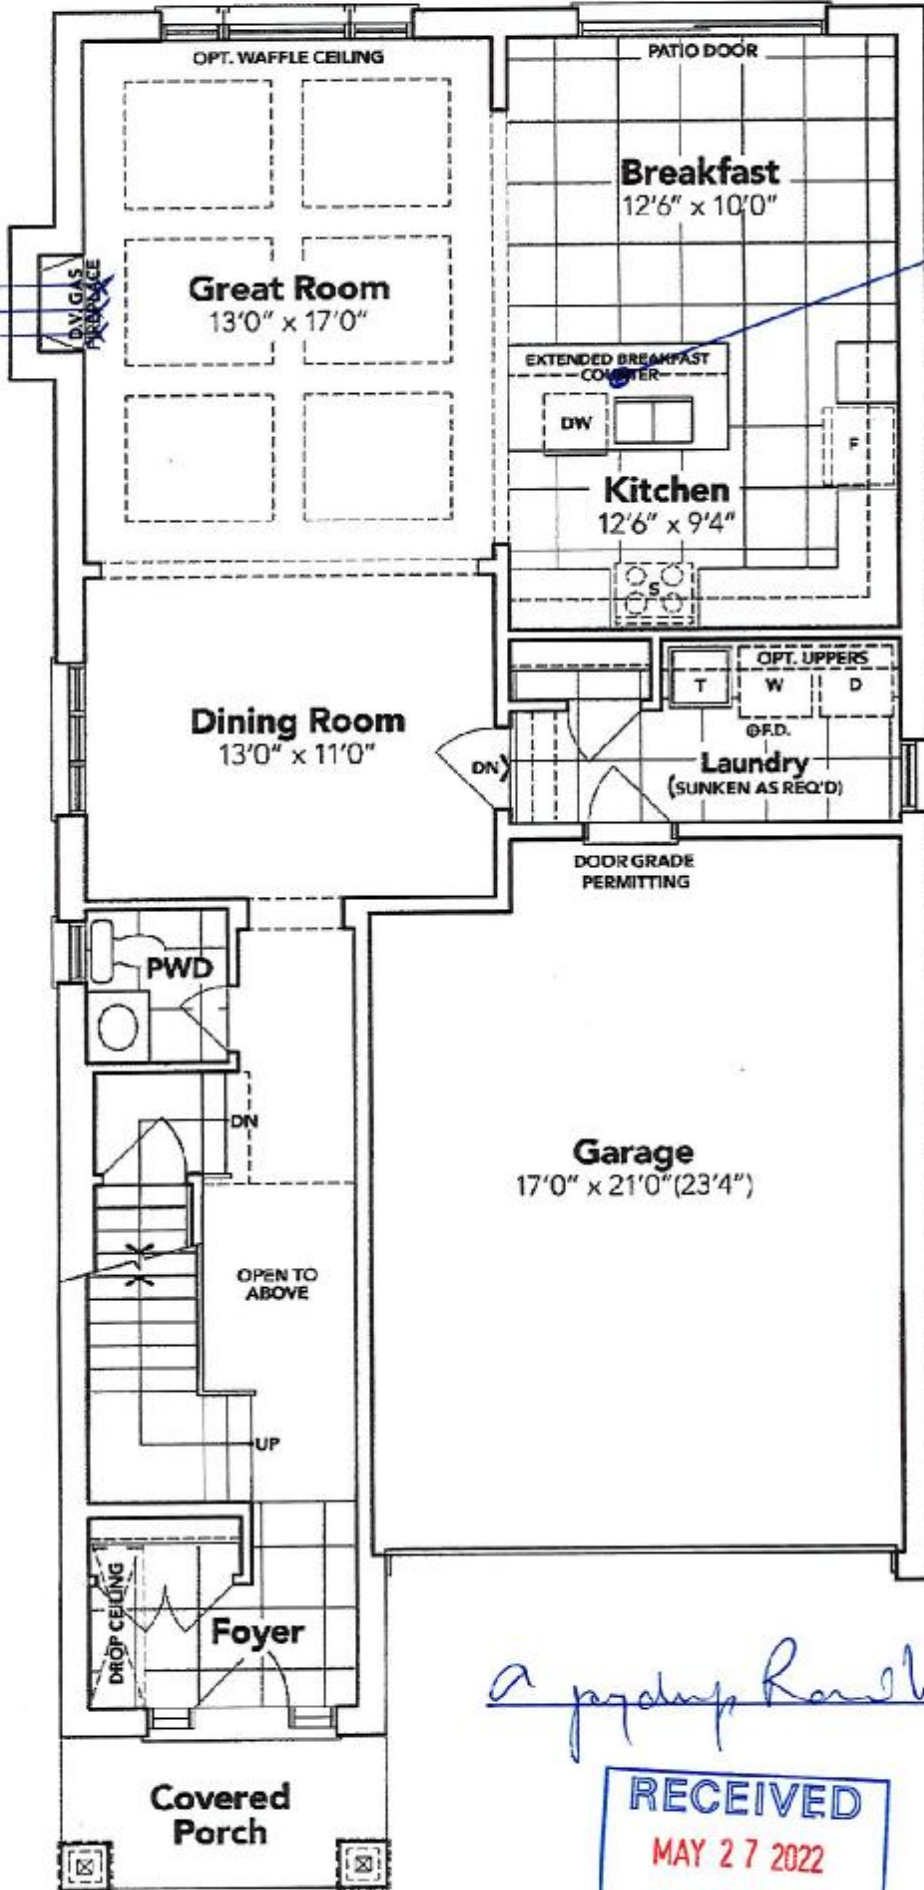 OPT. WAFFLE CEILING
PATIO DOOR
Breakfast
12'6" x 10'0"
D.V. GAS
FIREPLACE
Great Room
13'0" x 17'0"
EXTENDED BREAKFAST
COUNTER
DW
F
Kitchen
12'6" x 9'4"
S
OPT. UPPERS
T
W
D
Dining Room
13'0" x 11'0"
F.D.
DN
Laundry
(SUNKEN AS REQ'D)
DOOR GRADE
PERMITTING
PWD
DN
Garage
17'0" x 21'0"(23'4")
OPEN TO
ABOVE
UP
DROP CEILING
Foyer
Covered
Porch
RECEIVED
MAY 27 2022